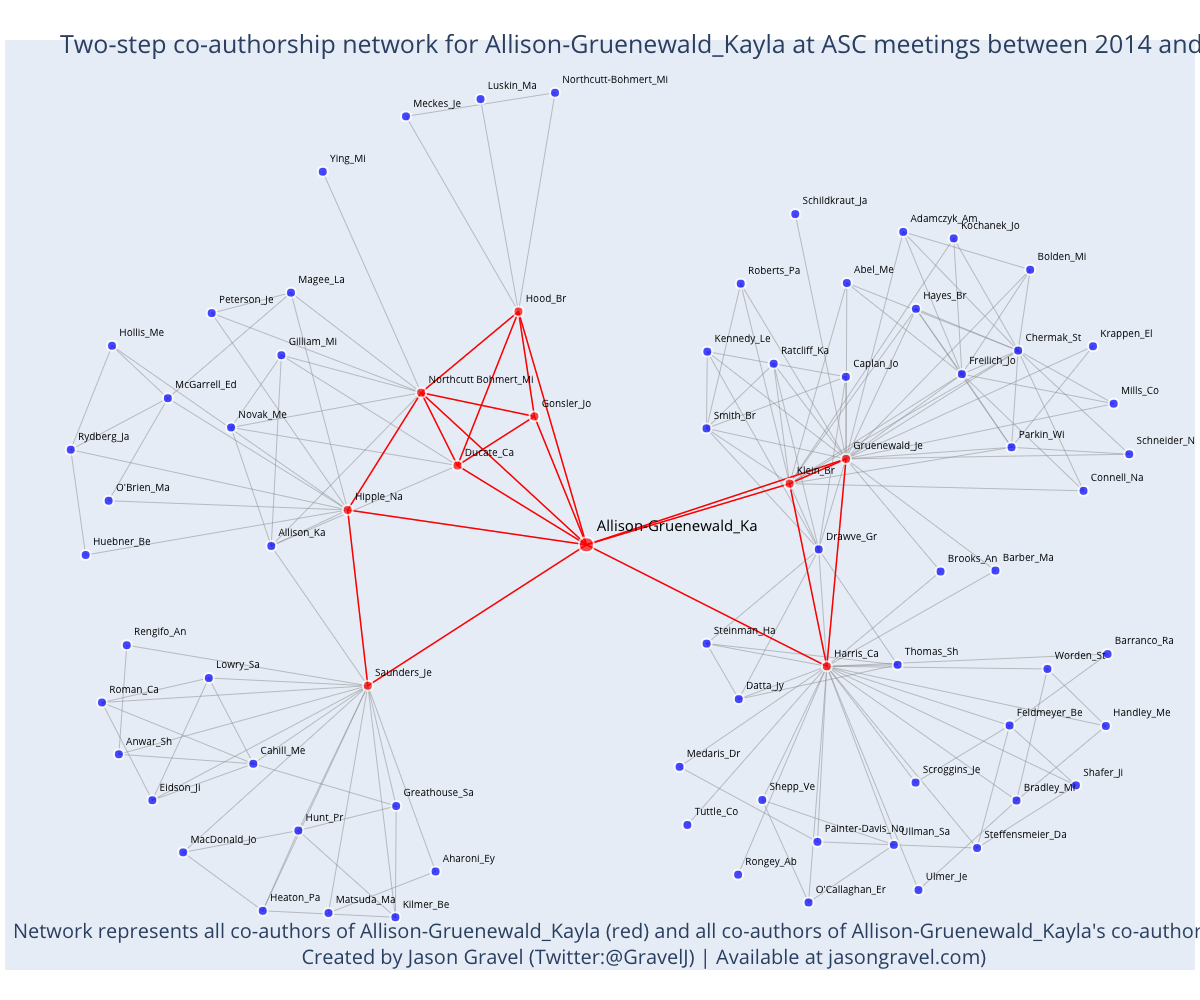 Two-step co-authorship network for Allison-Gruenewald_Kayla at ASC meetings between 2014 and
Northcutt-Bohmert_Mi
Luskin_Ma
Meckes_Je
Ying_Mi
Schildkraut_Ja
Adamczyk_Am
Kochanek_Jo
Bolden_Mi
Roberts_Pa
Abel_Me
Magee_La
Peterson_Je
Hood_Br
Hayes_Br
Hollis_Me
Gilliam_Mi
Kennedy_Le
Ratcliff_Ka
Chermak_St
Krappen_El
Caplan_Jo
Freilich_Jo
McGarrell_Ed
Northcutt Bohmert_Mi
Gonsler_Jo
Novak_Me
Smith_Br
Mills_Co
Rydberg_Ja
Ducate_Ca
Gruenewald_Je
Parkin_Wi
Schneider_N
Klein_Br
Connell_Na
O'Brien_Ma
Hipple_Na
Allison-Gruenewald_Ka
Huebner_Be
Allison_Ka
Drawve_Gr
Brooks_An
Barber_Ma
Rengifo_An
Steinman_Ha
Barranco_Ra
Lowry_Sa
Saunders_Je
Harris_Ca
Thomas_Sh
Worden_St
Roman_Ca
Datta_Jy
Feldmeyer_Be
Handley_Me
Anwar_Sh
Cahill_Me
Medaris_Dr
Scroggins_Je
Shafer_Ji
Eidson_Ji
Greathouse_Sa
Shepp_Ve
Bradley_Mi
Hunt_Pr
Tuttle_Co
MacDonald_Jo
Painter-Davis_No
Ullman_Sa
Steffensmeier_Da
Aharoni_Ey
Rongey_Ab
Ulmer_Je
Heaton_Pa
Matsuda_Ma
Kilmer_Be
O'Callaghan_Er
Network represents all co-authors of Allison-Gruenewald_Kayla (red) and all co-authors of Allison-Gruenewald_Kayla's co-author
Created by Jason Gravel (Twitter:@GravelJ) | Available at jasongravel.com)